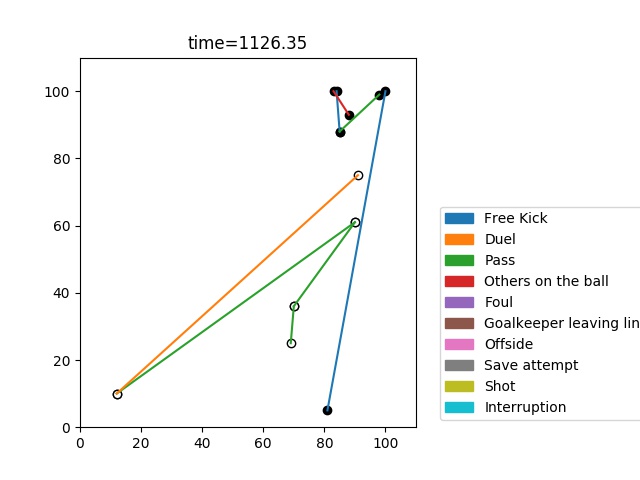 time=1126.35
100
80
60
40
20
0
0 20 40 60 80 100
Free Kick
Duel
Pass
Others on the ball
Foul
Goalkeeper leaving lin
Offside
Save attempt
Shot
Interruption